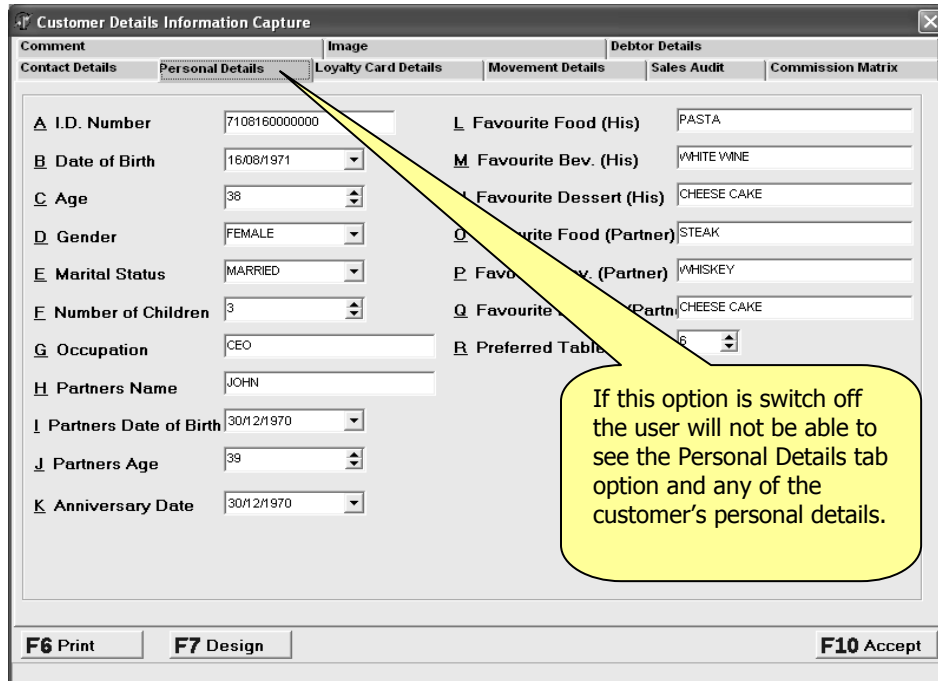 Customer Details Information Capture
Comment Image Debtor Details
Contact Details Personal Details Loyalty Card Details Movement Details Sales Audit Commission Matrix
A I.D. Number 7108160000000
B Date of Birth 16/08/1971
C Age 38
D Gender FEMALE
E Marital Status MARRIED
F Number of Children 3
G Occupation CEO
H Partners Name JOHN
I Partners Date of Birth 30/12/1970
J Partners Age 39
K Anniversary Date 30/12/1970
L Favourite Food (His) PASTA
M Favourite Bev. (His) WHITE WINE
Favourite Dessert (His) CHEESE CAKE
Food (Partner) STEAK
P (Partner) WHISKEY
Q Favourite CHEESE CAKE
R Preferred Table 6
If this option is switch off
the user will not be able to
see the Personal Details tab
option and any of the
customer's personal details.
F6 Print F7 Design F10 Accept